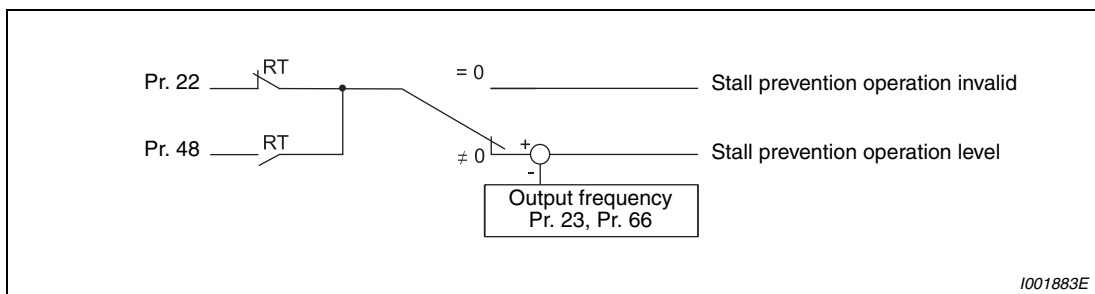 Pr. 22
RT
= 0
Stall prevention operation invalid
Pr. 48
RT
≠ 0
+
-
Stall prevention operation level
Output frequency
Pr. 23, Pr. 66
I001883E